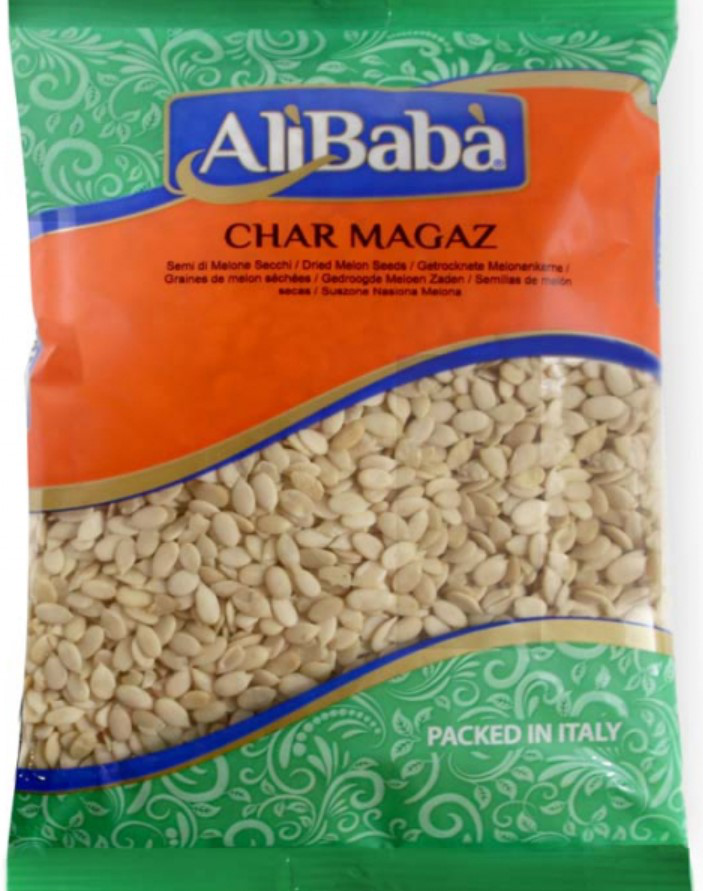 AlìBabà
CHAR MAGAZ
Semi di Melone Secchi / Dried Melon Seeds / Getrocknete Melonenkerne /
Graines de melon séchées / Gedroogde Meloen Zaden / Semillas de melón
secas / Suszone Nasiona Melona
PACKED IN ITALY